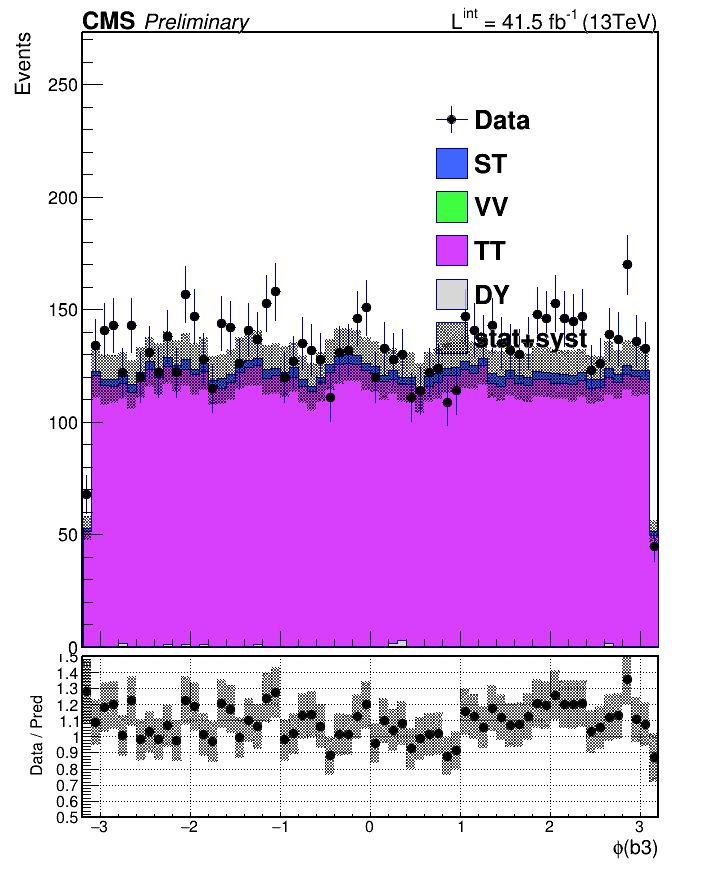 CMS Preliminary L^int = 41.5 fb^-1 (13TeV)
Events
250
200
150
100
50
0
Data
ST
VV
TT
DY
stat+syst
Data / Pred
1.5
1.4
1.3
1.2
1.1
1
0.9
0.8
0.7
0.6
0.5
−3 −2 −1 0 1 2 3
ϕ(b3)